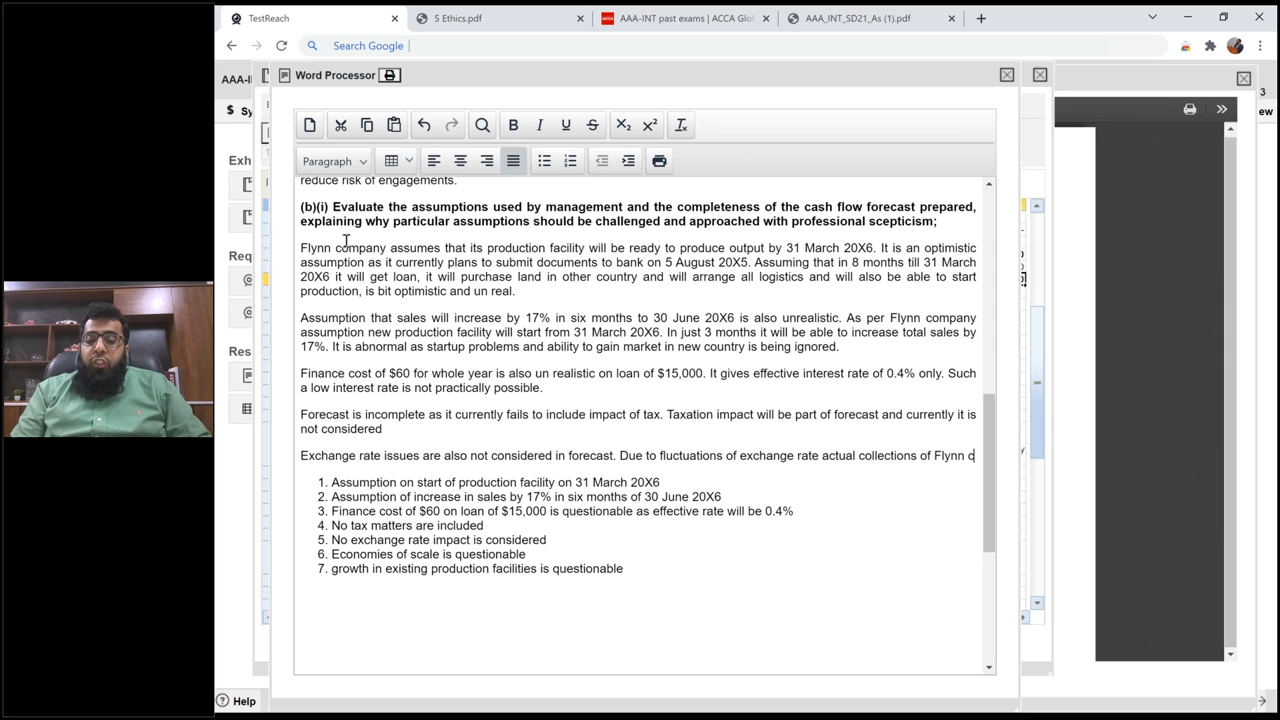 TestReach
5 Ethics.pdf
AAA-INT past exams | ACCA Glo
AAA_INT_SD21_As (1).pdf
Search Google
AAA-I
Word Processor
3
$ Sy
ew
Paragraph
Exh
reduce risk of engagements.
(b)(i) Evaluate the assumptions used by management and the completeness of the cash flow forecast prepared,
explaining why particular assumptions should be challenged and approached with professional scepticism;
Flynn company assumes that its production facility will be ready to produce output by 31 March 20X6. It is an optimistic
assumption as it currently plans to submit documents to bank on 5 August 20X5. Assuming that in 8 months till 31 March
20X6 it will get loan, it will purchase land in other country and will arrange all logistics and will also be able to start
production, is bit optimistic and un real.
Req
Assumption that sales will increase by 17% in six months to 30 June 20X6 is also unrealistic. As per Flynn company
assumption new production facility will start from 31 March 20X6. In just 3 months it will be able to increase total sales by
17%. It is abnormal as startup problems and ability to gain market in new country is being ignored.
Res
Finance cost of $60 for whole year is also un realistic on loan of $15,000. It gives effective interest rate of 0.4% only. Such
a low interest rate is not practically possible.
Forecast is incomplete as it currently fails to include impact of tax. Taxation impact will be part of forecast and currently it is
not considered
Exchange rate issues are also not considered in forecast. Due to fluctuations of exchange rate actual collections of Flynn c
1. Assumption on start of production facility on 31 March 20X6
2. Assumption of increase in sales by 17% in six months of 30 June 20X6
3. Finance cost of $60 on loan of $15,000 is questionable as effective rate will be 0.4%
4. No tax matters are included
5. No exchange rate impact is considered
6. Economies of scale is questionable
7. growth in existing production facilities is questionable
Help